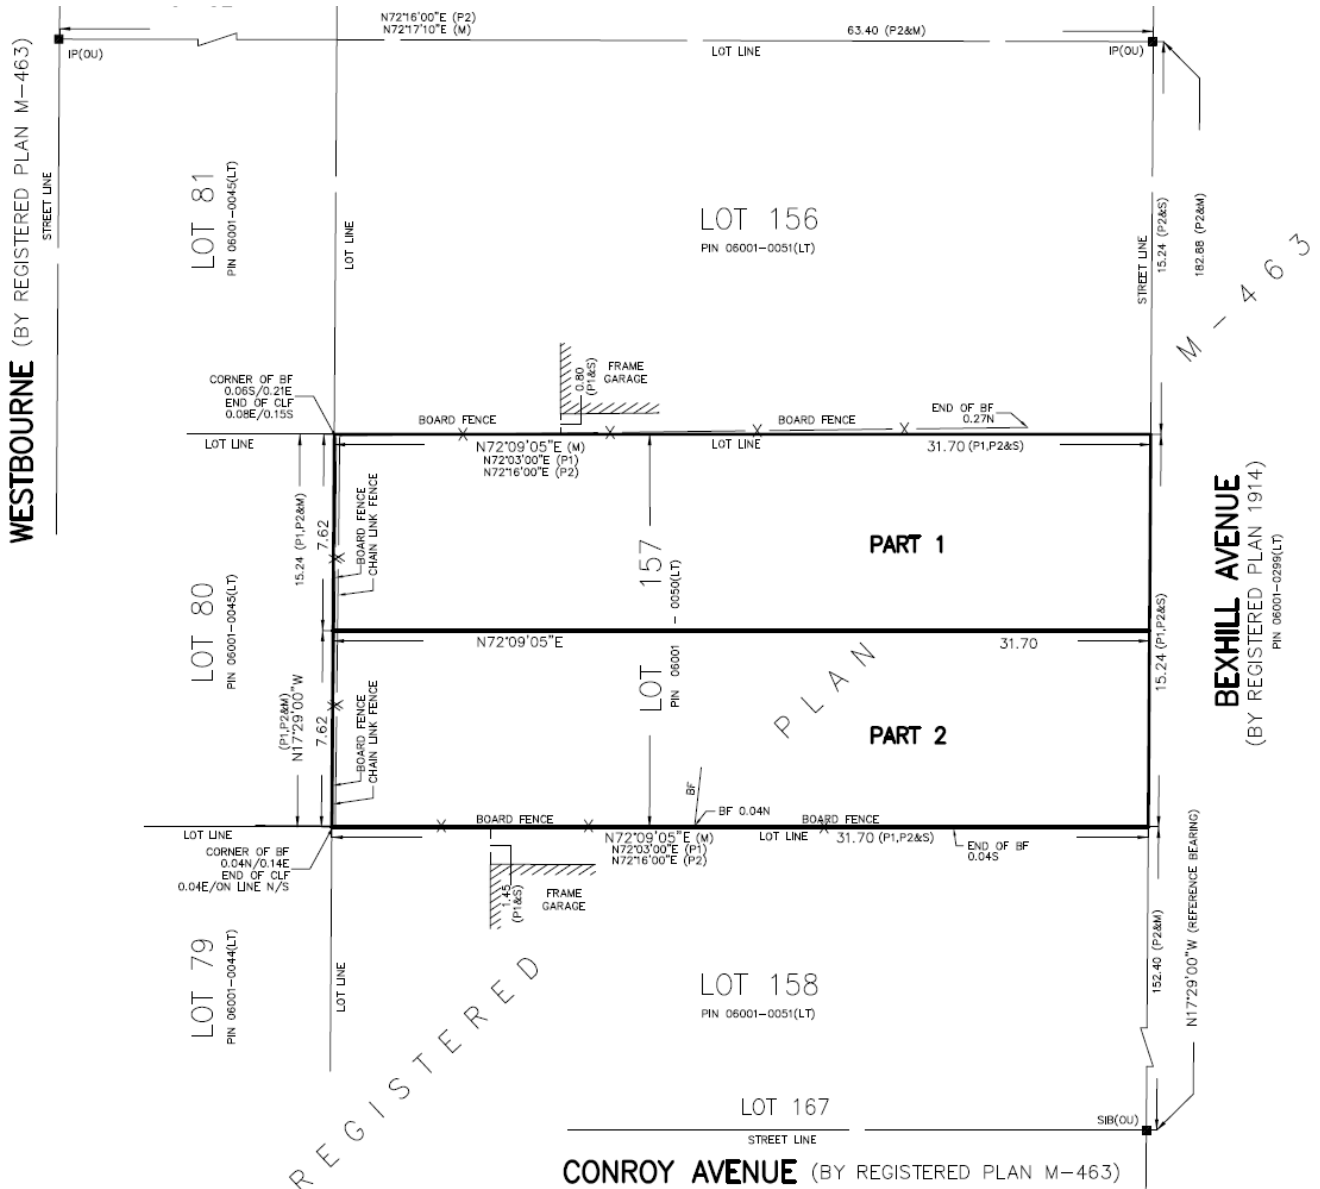 N72°16'00"E (P2)
N72°17'10"E (M)
63.40 (P2&M)
IP(OU)
LOT LINE
IP(OU)
WESTBOURNE (BY REGISTERED PLAN M-463)
STREET LINE
LOT 81
PIN 06001-0045(LT)
LOT LINE
LOT 156
PIN 06001-0051(LT)
STREET LINE
15.24 (P2&S)
182.88 (P2&M)
M-463
CORNER OF BF
0.06S/0.21E
END OF CLF
0.08E/0.15S
0.80
(P1&S)
FRAME
GARAGE
BOARD FENCE
BOARD FENCE
END OF BF
0.27N
LOT LINE
N72°09'05"E (M)
N72°03'00"E (P1)
N72°16'00"E (P2)
LOT LINE
31.70 (P1,P2&S)
15.24 (P1,P2&M)
7.62
BOARD FENCE
CHAIN LINK FENCE
PART 1
LOT 157
PIN 06001 - 0050(LT)
BEXHILL AVENUE
(BY REGISTERED PLAN 1914)
PIN 06001-0299(LT)
LOT 80
PIN 06001-0045(LT)
N72°09'05"E
31.70
15.24 (P1,P2&S)
(P1,P2&M)
N17°29'00"W
7.62
BOARD FENCE
CHAIN LINK FENCE
PLAN
PART 2
BF
BF 0.04N
BOARD FENCE
BOARD FENCE
LOT LINE
N72°09'05"E (M)
N72°03'00"E (P1)
N72°16'00"E (P2)
LOT LINE
31.70 (P1,P2&S)
END OF BF
0.04S
CORNER OF BF
0.04N/0.14E
END OF CLF
0.04E/ON LINE N/S
1.45
(P1&S)
FRAME
GARAGE
LOT 79
PIN 06001-0044(LT)
LOT LINE
LOT 158
PIN 06001-0051(LT)
152.40 (P2&M)
N17°29'00"W (REFERENCE BEARING)
REGISTERED
LOT 167
SIB(OU)
STREET LINE
CONROY AVENUE (BY REGISTERED PLAN M-463)